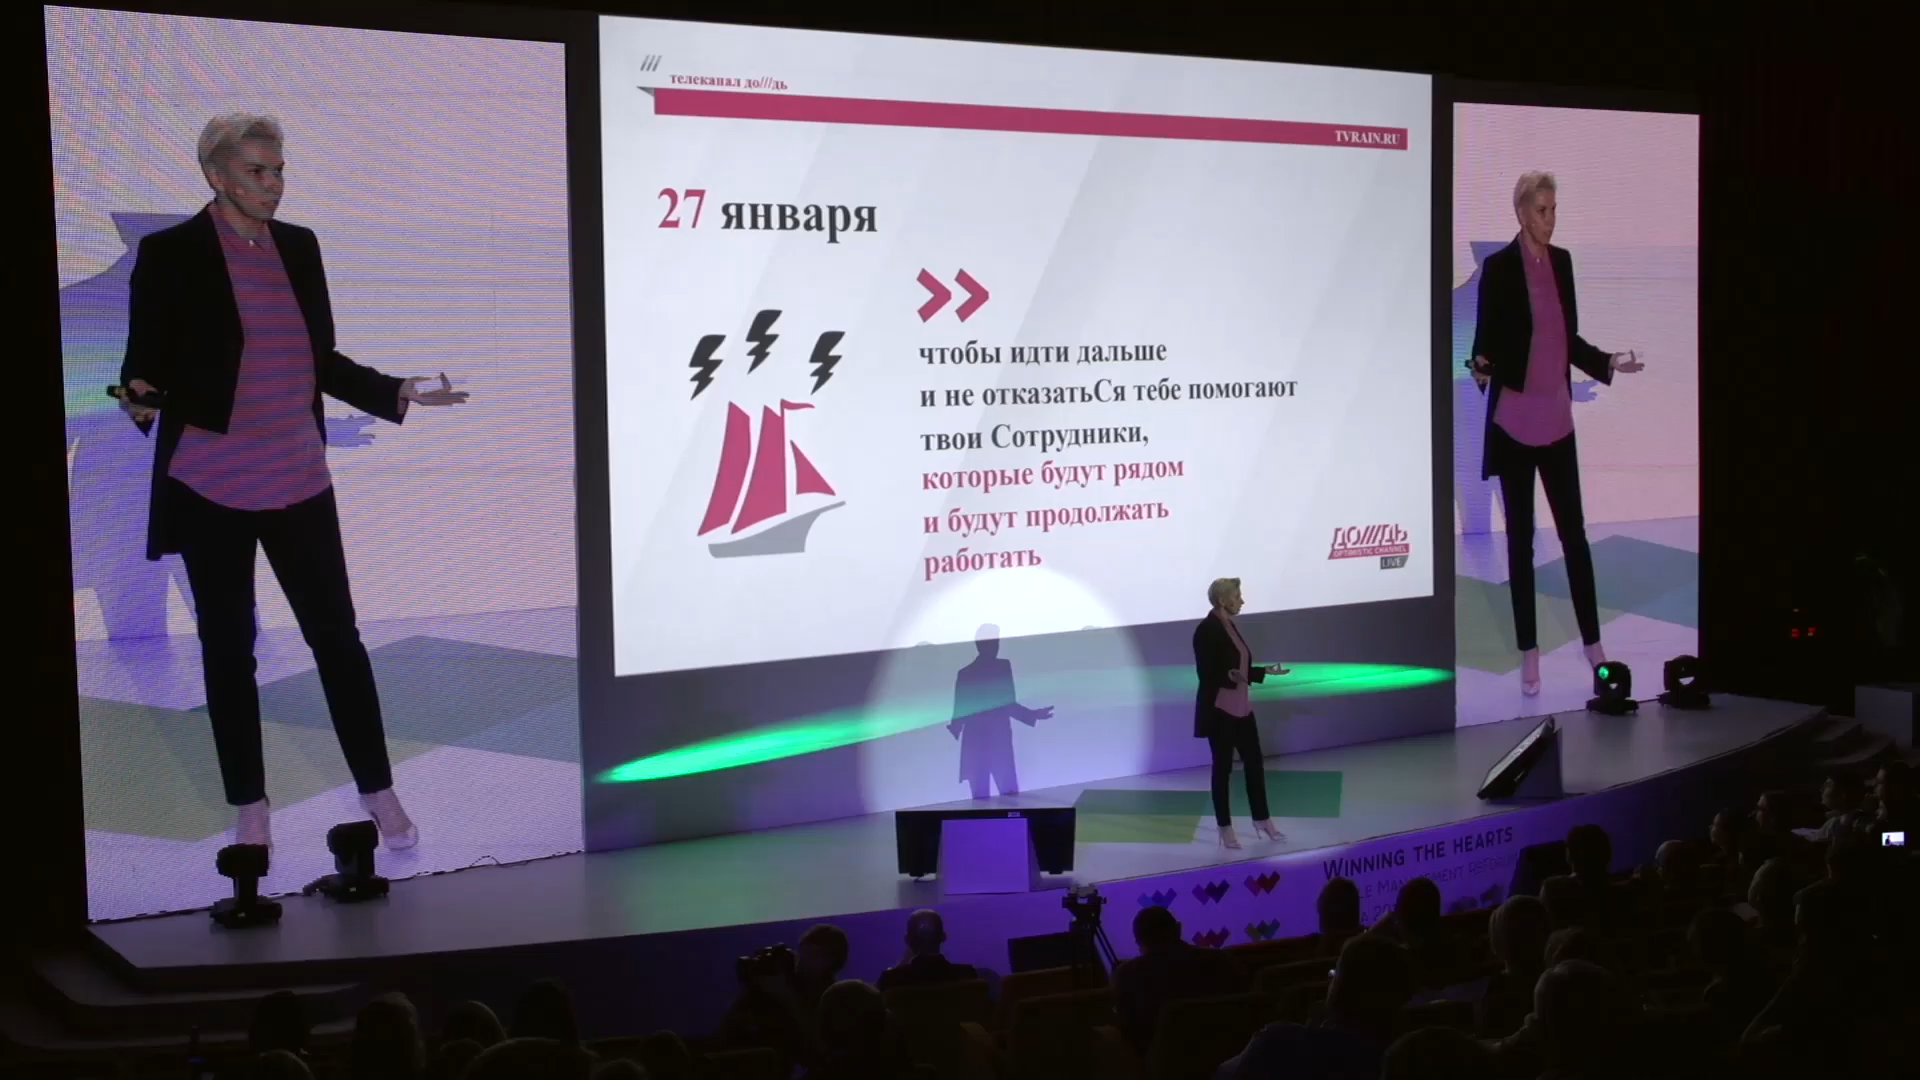 телеканал до///дь
TVRAIN.RU
27 января
чтобы идти дальше
и не отказатьСя тебе помогают
твои Сотрудники,
которые будут рядом
и будут продолжать
работать
ДО///ДЬ
OPTIMISTIC CHANNEL
LIVE
WINNING THE HEARTS
MANAGEMENT